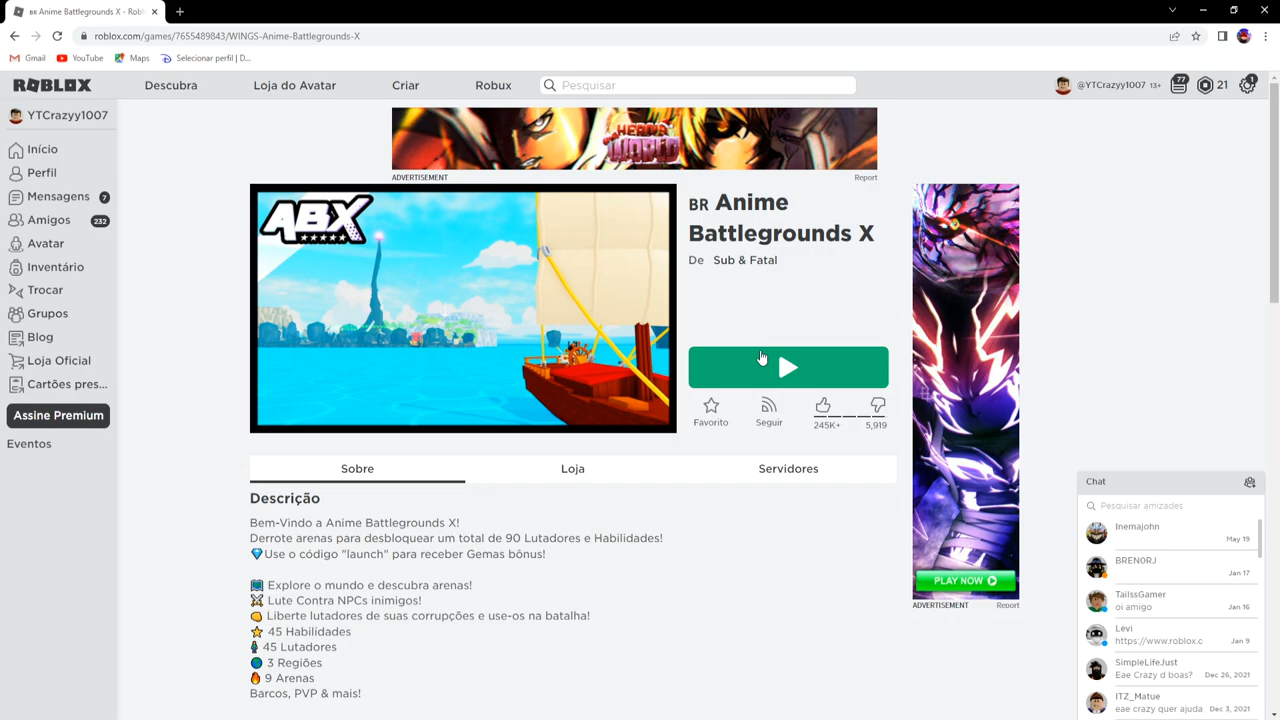 BR Anime Battlegrounds X - Robl
roblox.com/games/7655489843/WINGS-Anime-Battlegrounds-X
Gmail
YouTube
Maps
Selecionar perfil | D...
ROBLOX
Descubra
Loja do Avatar
Criar
Robux
Pesquisar
@YTCrazyy1007 13+
77
21
1
YTCrazyy1007
Início
Perfil
Mensagens 7
Amigos 232
Avatar
Inventário
Trocar
Grupos
Blog
Loja Oficial
Cartões pres...
Assine Premium
Eventos
HEROS WORLD
ADVERTISEMENT Report
ABX
BR Anime
Battlegrounds X
De Sub & Fatal
Favorito
Seguir
245K+
5,919
Sobre
Loja
Servidores
Descrição
Bem-Vindo a Anime Battlegrounds X!
Derrote arenas para desbloquear um total de 90 Lutadores e Habilidades!
Use o código "launch" para receber Gemas bônus!
Explore o mundo e descubra arenas!
Lute Contra NPCs inimigos!
Liberte lutadores de suas corrupções e use-os na batalha!
45 Habilidades
45 Lutadores
3 Regiões
9 Arenas
Barcos, PVP & mais!
PLAY NOW
ADVERTISEMENT Report
Chat
Pesquisar amizades
Inemajohn
May 19
BREN0RJ
Jan 17
TailssGamer
oi amigo Jan 16
Levi
https://www.roblox.c Jan 9
SimpleLifeJust
Eae Crazy d boas? Dec 26, 2021
ITZ_Matue
eae crazy quer ajuda Dec 3, 2021